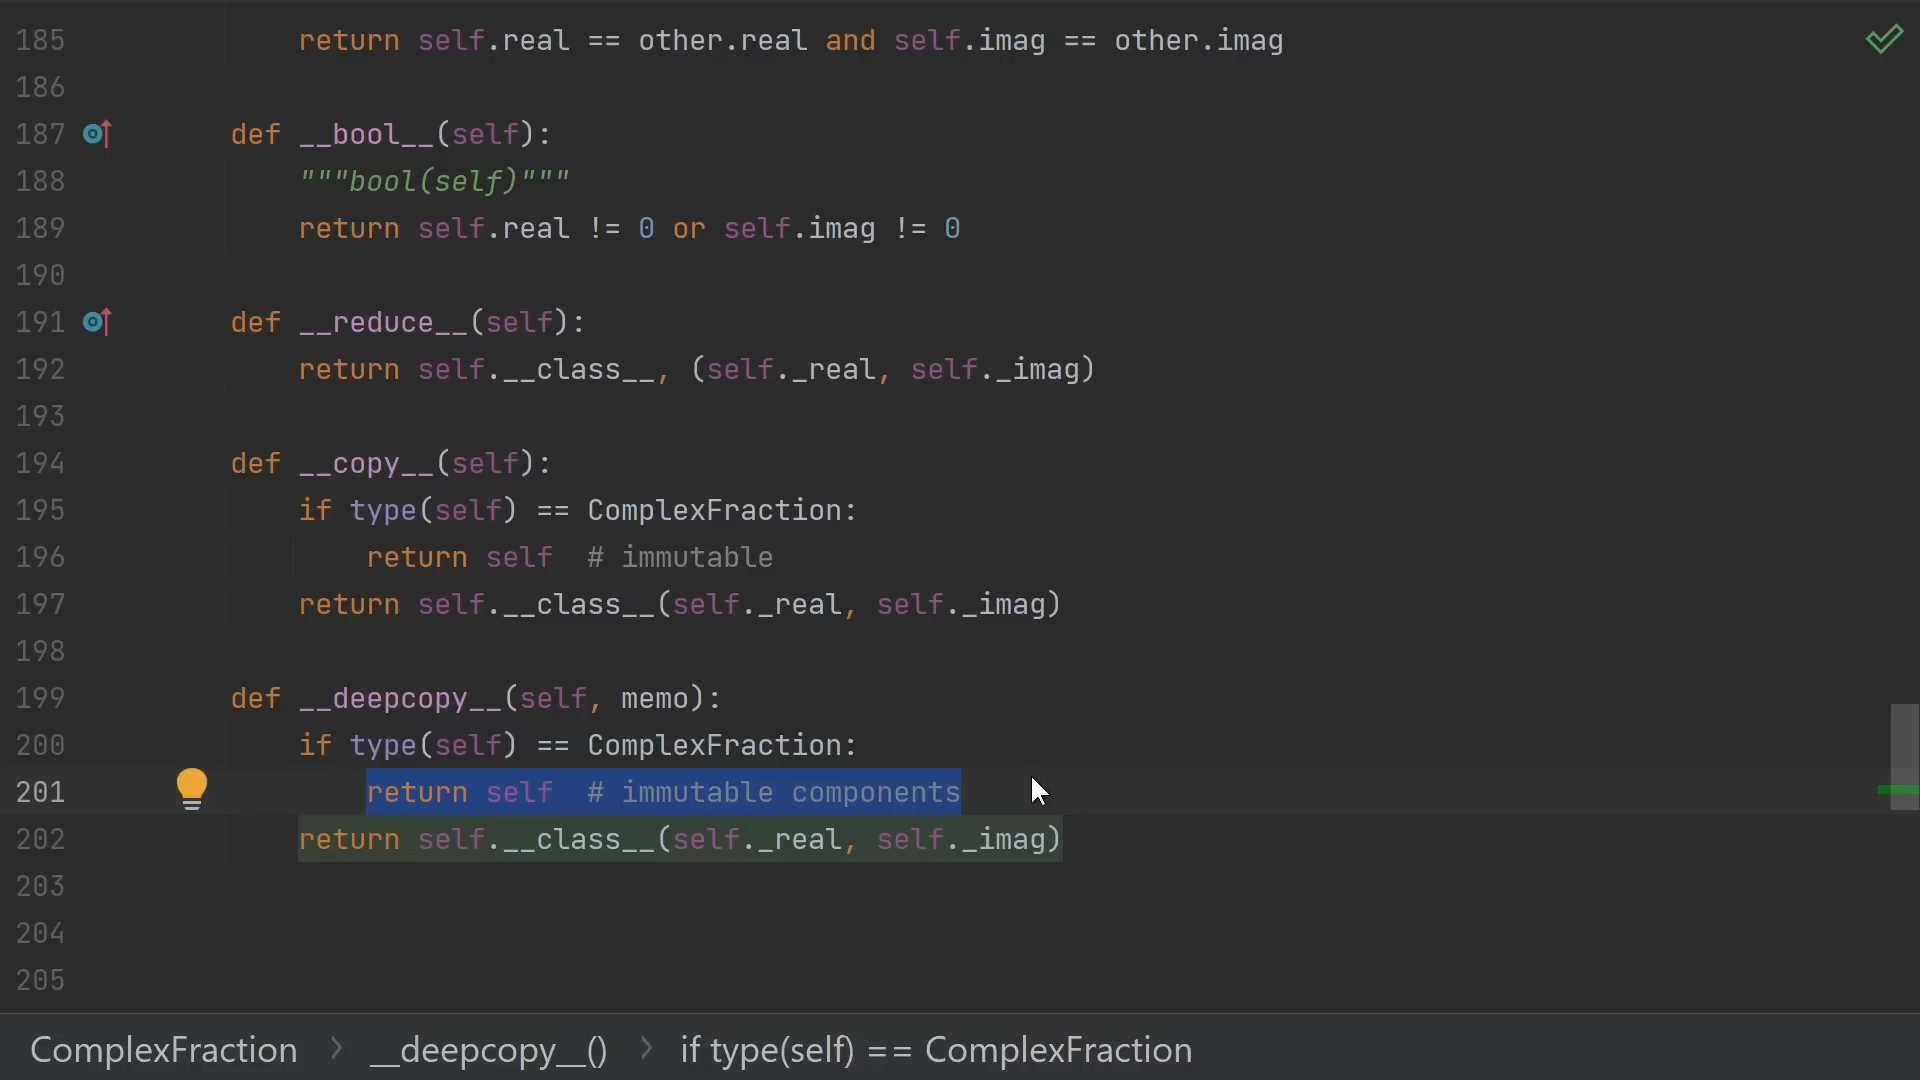 185 return self.real == other.real and self.imag == other.imag
186
187 def __bool__(self):
188 """bool(self)"""
189 return self.real != 0 or self.imag != 0
190
191 def __reduce__(self):
192 return self.__class__, (self._real, self._imag)
193
194 def __copy__(self):
195 if type(self) == ComplexFraction:
196 return self  # immutable
197 return self.__class__(self._real, self._imag)
198
199 def __deepcopy__(self, memo):
200 if type(self) == ComplexFraction:
201 return self  # immutable components
202 return self.__class__(self._real, self._imag)
203
204
205
ComplexFraction › __deepcopy__() › if type(self) == ComplexFraction